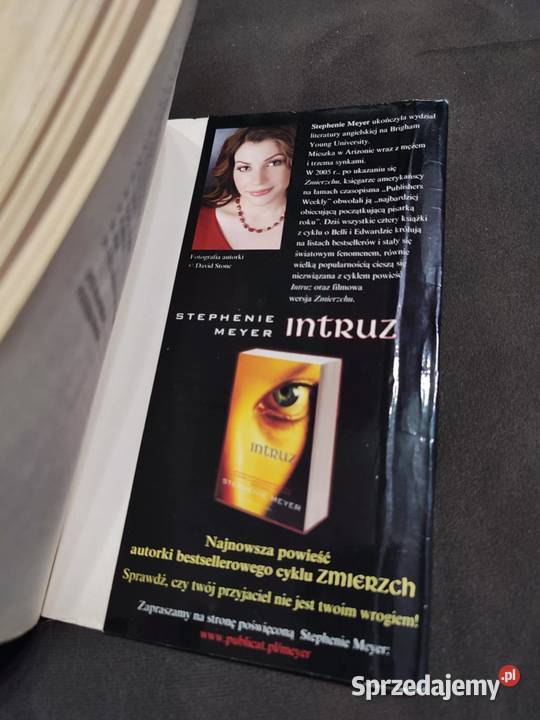 Stephenie Meyer ukończyła wydział
literatury angielskiej na Brigham
Young University.
Mieszka w Arizonie wraz z mężem
i trzema synkami.
W 2005 r., po ukazaniu się
Zmierzchu, księgarze amerykańscy
na łamach czasopisma „Publishers
Weekly” obwołali ją „najbardziej
obiecującą początkującą pisarką
roku”. Dziś wszystkie cztery książki
z cyklu o Belli i Edwardzie królują
na listach bestsellerów i stały się
światowym fenomenem, równie
wielką popularnością cieszą się
niezwiązana z cyklem powieść
Intruz oraz filmowa
wersja Zmierzchu.
Fotografia autorki
© David Stone
STEPHENIE
MEYER
INTRUZ
INTRUZ
STEPHENIE MEYER
Najnowsza powieść
autorki bestsellerowego cyklu ZMIERZCH
Sprawdź, czy twój przyjaciel nie jest twoim wrogiem!
Zapraszamy na stronę poświęconą Stephenie Meyer:
www.publicat.pl/meyer
Sprzedajemy.pl